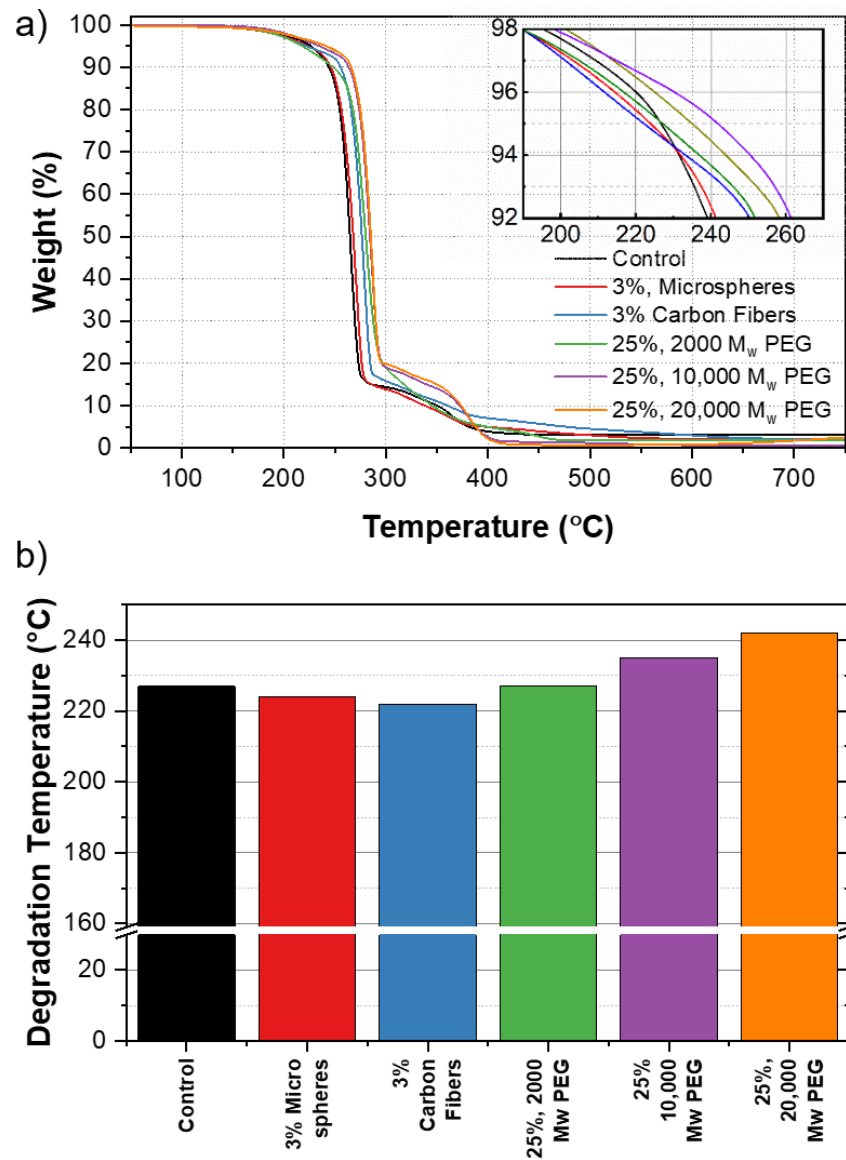 a)
100
90
80
70
60
50
40
30
20
10
0
Weight (%)
100 200 300 400 500 600 700
Temperature (°C)
98
96
94
92
200 220 240 260
Control
3%, Microspheres
3% Carbon Fibers
25%, 2000 Mw PEG
25%, 10,000 Mw PEG
25%, 20,000 Mw PEG
b)
240
220
200
180
160
20
0
Degradation Temperature (°C)
Control
3% Micro
spheres
3%
Carbon
Fibers
25%, 2000
Mw PEG
25%
10,000
Mw PEG
25%,
20,000
Mw PEG